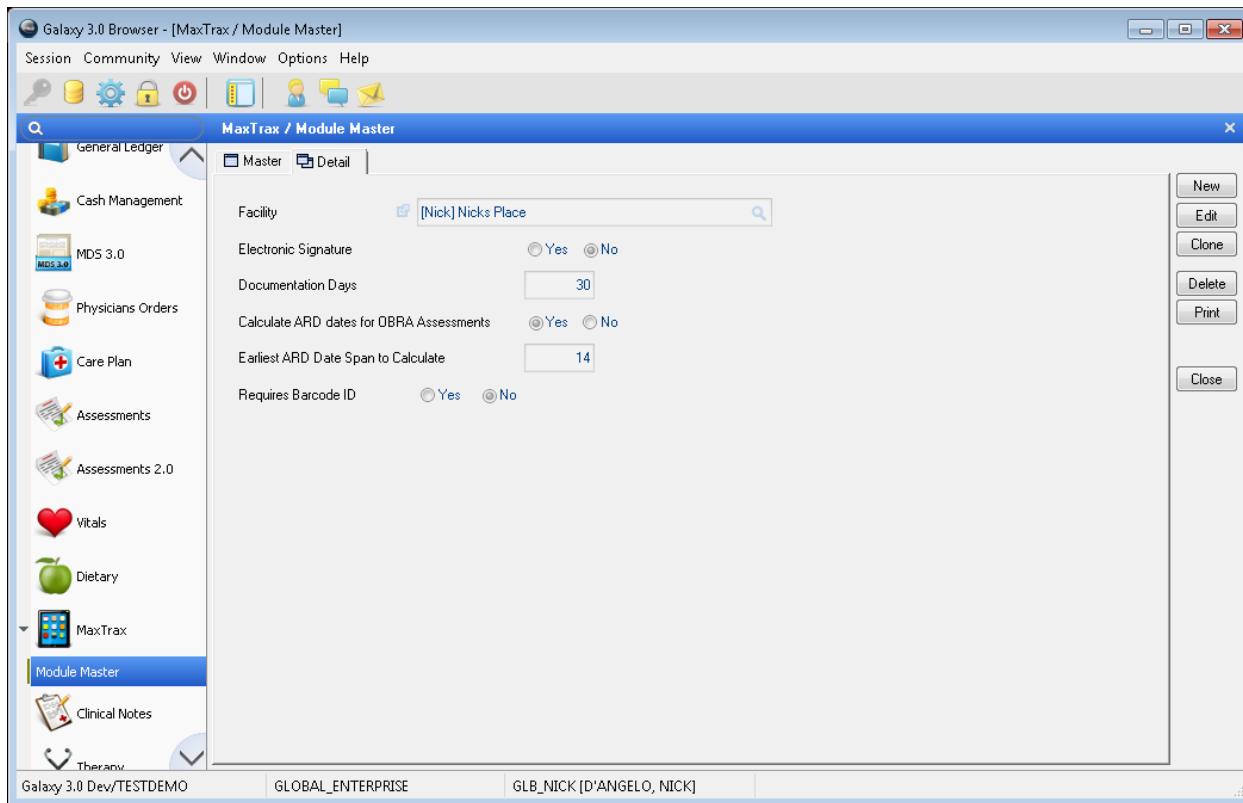 Galaxy 3.0 Browser - [MaxTrax / Module Master]
Session Community View Window Options Help
MaxTrax / Module Master
General Ledger
Cash Management
MDS 3.0
MDS 3.0
Physicians Orders
Care Plan
Assessments
Assessments 2.0
Vitals
Dietary
MaxTrax
Module Master
Clinical Notes
Therapy
Master Detail
Facility [Nick] Nicks Place
Electronic Signature Yes No
Documentation Days 30
Calculate ARD dates for OBRA Assessments Yes No
Earliest ARD Date Span to Calculate 14
Requires Barcode ID Yes No
New
Edit
Clone
Delete
Print
Close
Galaxy 3.0 Dev/TESTDEMO GLOBAL_ENTERPRISE GLB_NICK [D'ANGELO, NICK]